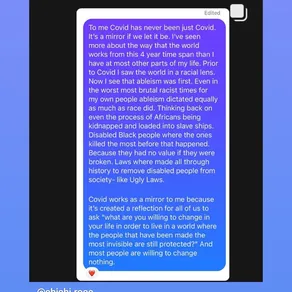 Edited
To me Covid has never been just Covid.
It's a mirror if we let it be. I've seen
more about the way that the world
works from this 4 year time span than I
have at most other parts of my life. Prior
to Covid I saw the world in a racial lens.
Now I see that ableism was first. Even in
the worst most brutal racist times for
my own people ableism dictated equally
as much as race did. Thinking back on
even the process of Africans being
kidnapped and loaded into slave ships.
Disabled Black people where the ones
killed the most before that happened.
Because they had no value if they were
broken. Laws where made all through
history to remove disabled people from
society- like Ugly Laws.
Covid works as a mirror to me because
it's created a reflection for all of us to
ask "what are you willing to change in
your life in order to live in a world where
the people that have been made the
most invisible are still protected?" And
most people are willing to change
nothing.